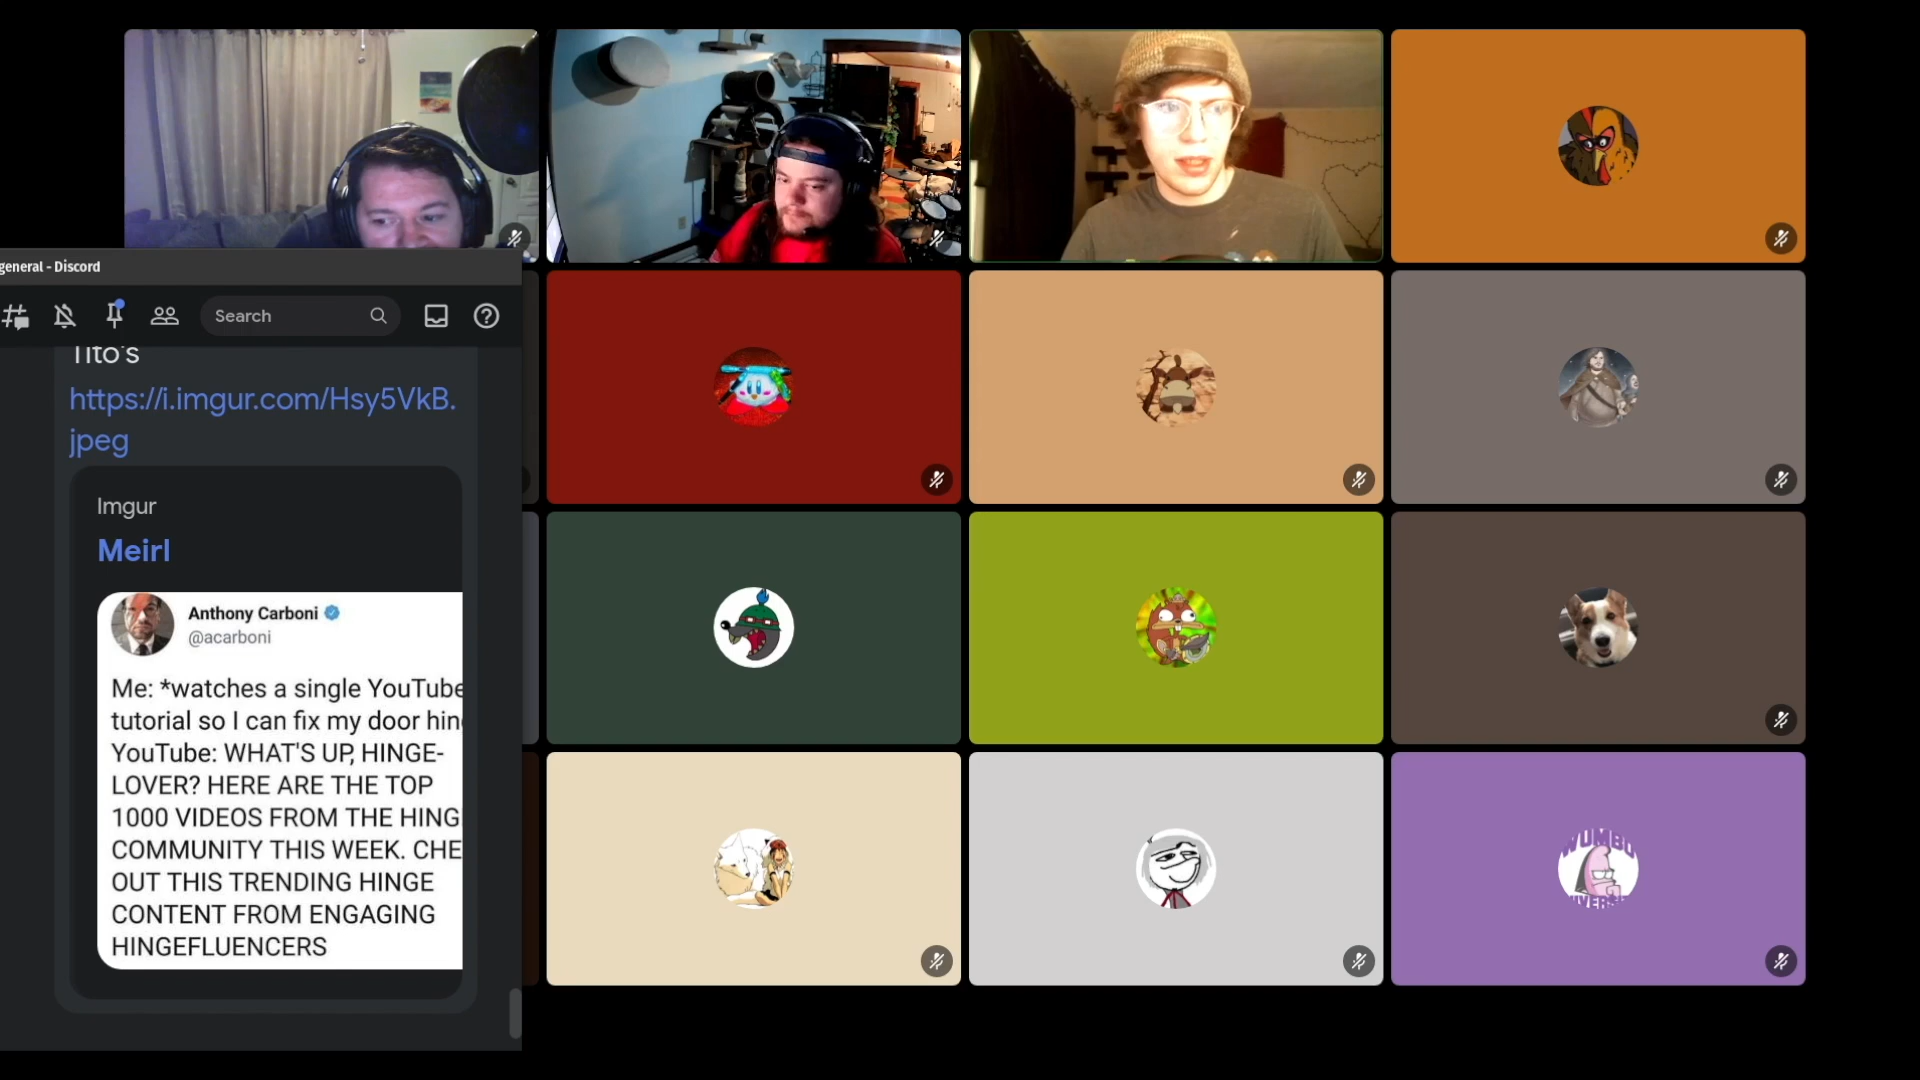 general - Discord
Search
Tito's
https://i.imgur.com/Hsy5VkB.
jpeg
Imgur
Meirl
Anthony Carboni
@acarboni
Me: *watches a single YouTube
tutorial so I can fix my door hin
YouTube: WHAT'S UP, HINGE-
LOVER? HERE ARE THE TOP
1000 VIDEOS FROM THE HING
COMMUNITY THIS WEEK. CHE
OUT THIS TRENDING HINGE
CONTENT FROM ENGAGING
HINGEFLUENCERS
WUMBO